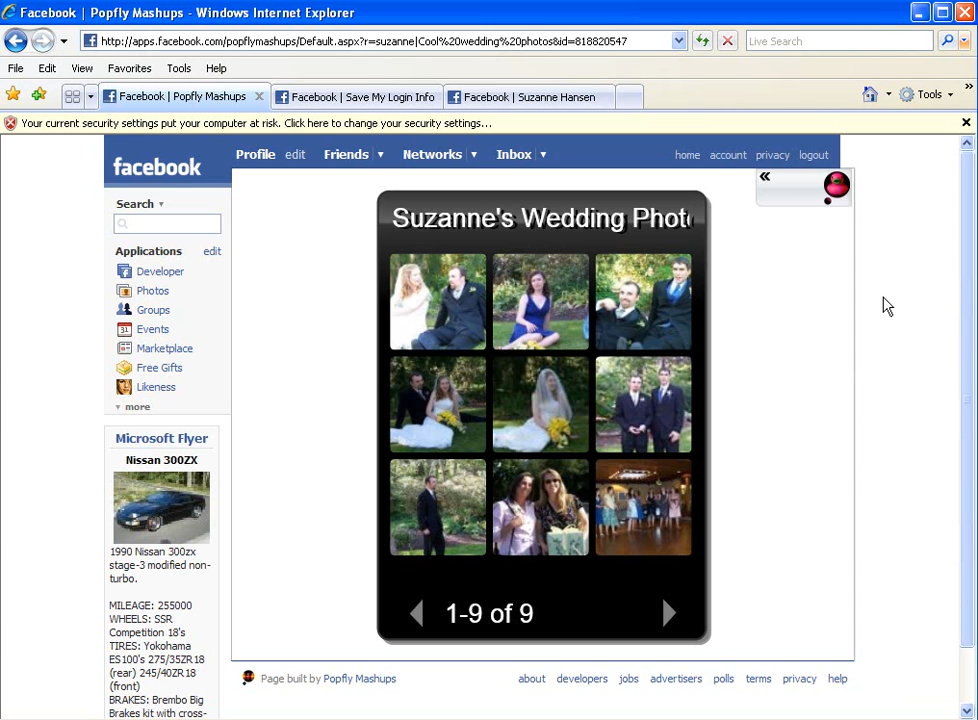 Facebook | Popfly Mashups - Windows Internet Explorer
http://apps.facebook.com/popflymashups/Default.aspx?r=suzanne|Cool%20wedding%20photos&id=818820547
Live Search
File Edit View Favorites Tools Help
Facebook | Popfly Mashups
Facebook | Save My Login Info
Facebook | Suzanne Hansen
Tools
Your current security settings put your computer at risk. Click here to change your security settings...
facebook
Profile edit Friends Networks Inbox
home account privacy logout
Search
Applications edit
Developer
Photos
Groups
31 Events
Marketplace
Free Gifts
Likeness
more
Microsoft Flyer
Nissan 300ZX
1990 Nissan 300zx
stage-3 modified non-
turbo.
MILEAGE: 255000
WHEELS: SSR
Competition 18's
TIRES: Yokohama
ES100's 275/35ZR18
(rear) 245/40ZR18
(front)
BRAKES: Brembo Big
Brakes kit with cross-
Suzanne's Wedding Phot
1-9 of 9
Page built by Popfly Mashups
about developers jobs advertisers polls terms privacy help